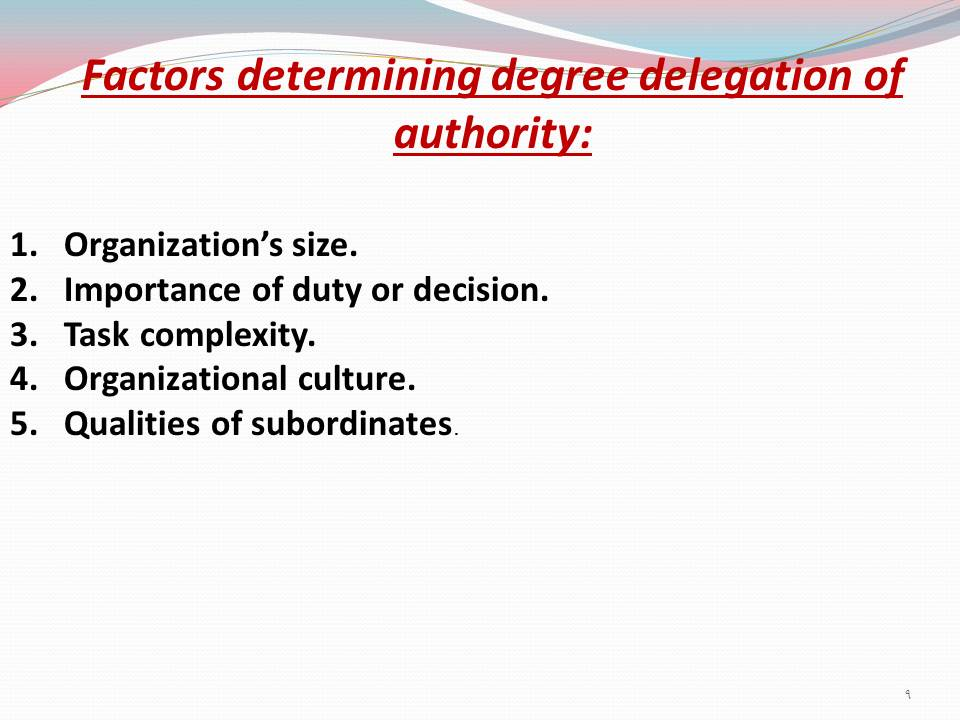 Factors determining degree delegation of
authority:
1. Organization’s size.
2. Importance of duty or decision.
3. Task complexity.
4. Organizational culture.
5. Qualities of subordinates.
٩